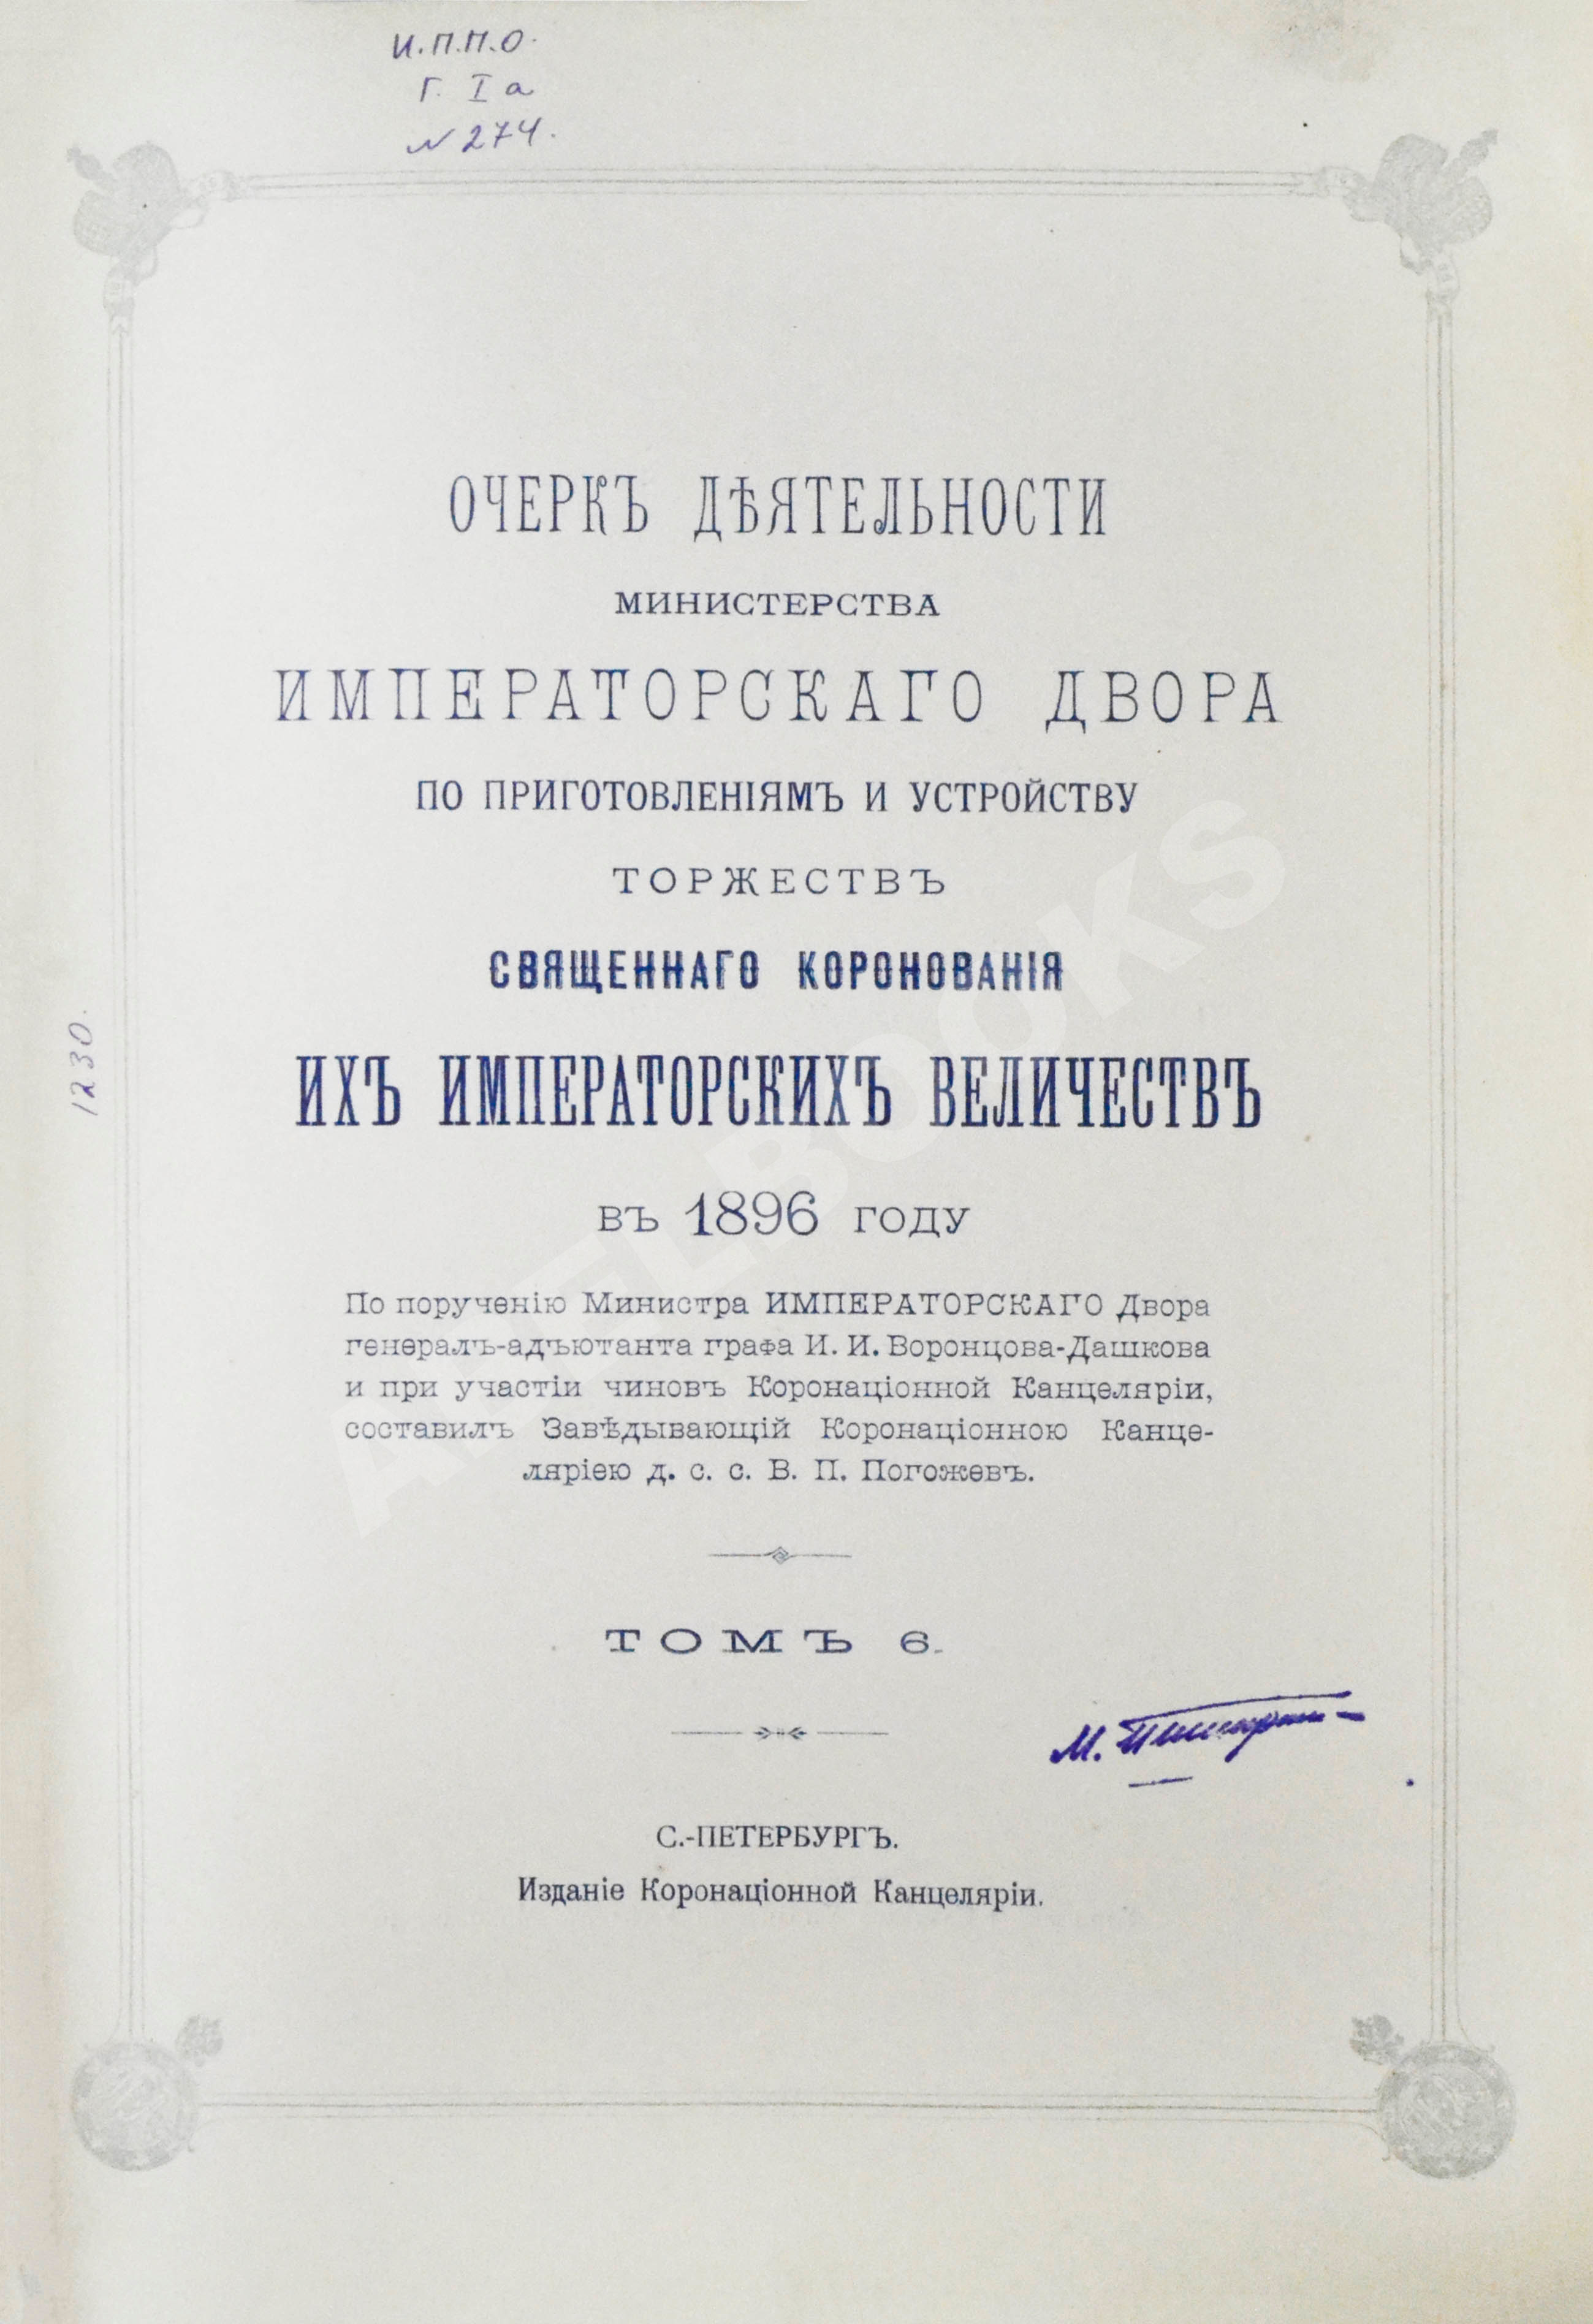 И.П.П.О.
Г. I а
N 274.
ОЧЕРКЪ ДѢЯТЕЛЬНОСТИ
МИНИСТЕРСТВА
ИМПЕРАТОРСКАГО ДВОРА
ПО ПРИГОТОВЛЕНІЯМЪ И УСТРОЙСТВУ
ТОРЖЕСТВЪ
СВЯЩЕННАГО КОРОНОВАНІЯ
ИХЪ ИМПЕРАТОРСКИХЪ ВЕЛИЧЕСТВЪ
ВЪ 1896 ГОДУ
По порученію Министра ИМПЕРАТОРСКАГО Двора
генералъ-адъютанта графа И. И. Воронцова-Дашкова
и при участіи чиновъ Коронаціонной Канцеляріи,
составилъ Завѣдывающій Коронаціонною Канце-
ляріею д. с. с. В. П. Погожевъ.
ТОМЪ 6.
М.
С.-ПЕТЕРБУРГЪ.
Изданіе Коронаціонной Канцеляріи.
1230.